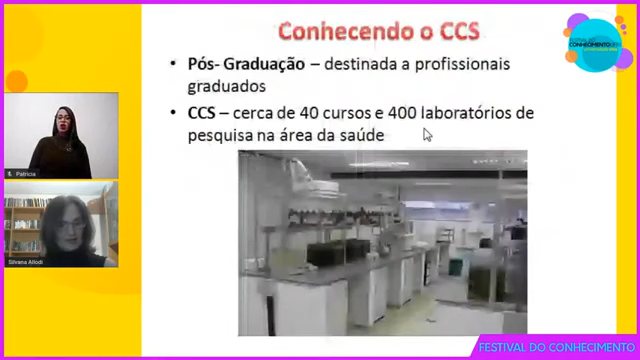 Conhecendo o CCS
• Pós- Graduação – destinada a profissionais
graduados
• CCS – cerca de 40 cursos e 400 laboratórios de
pesquisa na área da saúde
Patricia
Silvana Allodi
CONHECIMENTO
FESTIVAL DO CONHECIMENTO